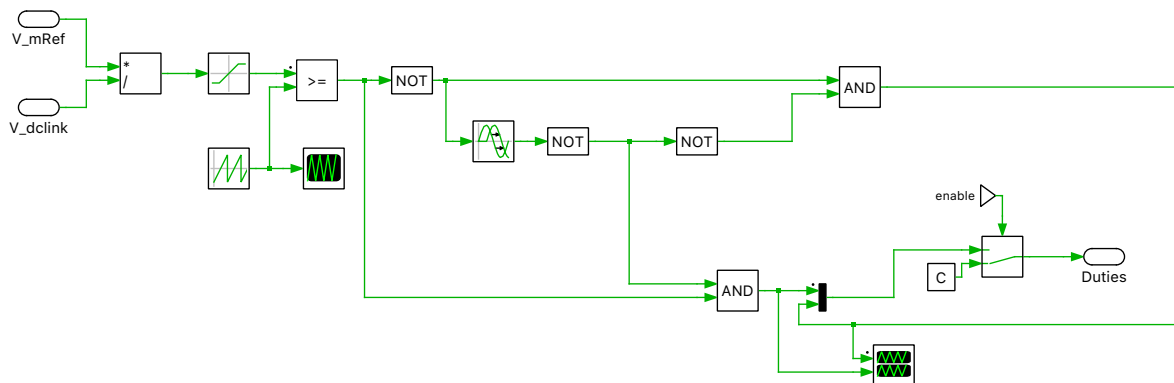 V_mRef
*
/
>=
NOT
AND
V_dclink
NOT
NOT
enable
C
Duties
AND